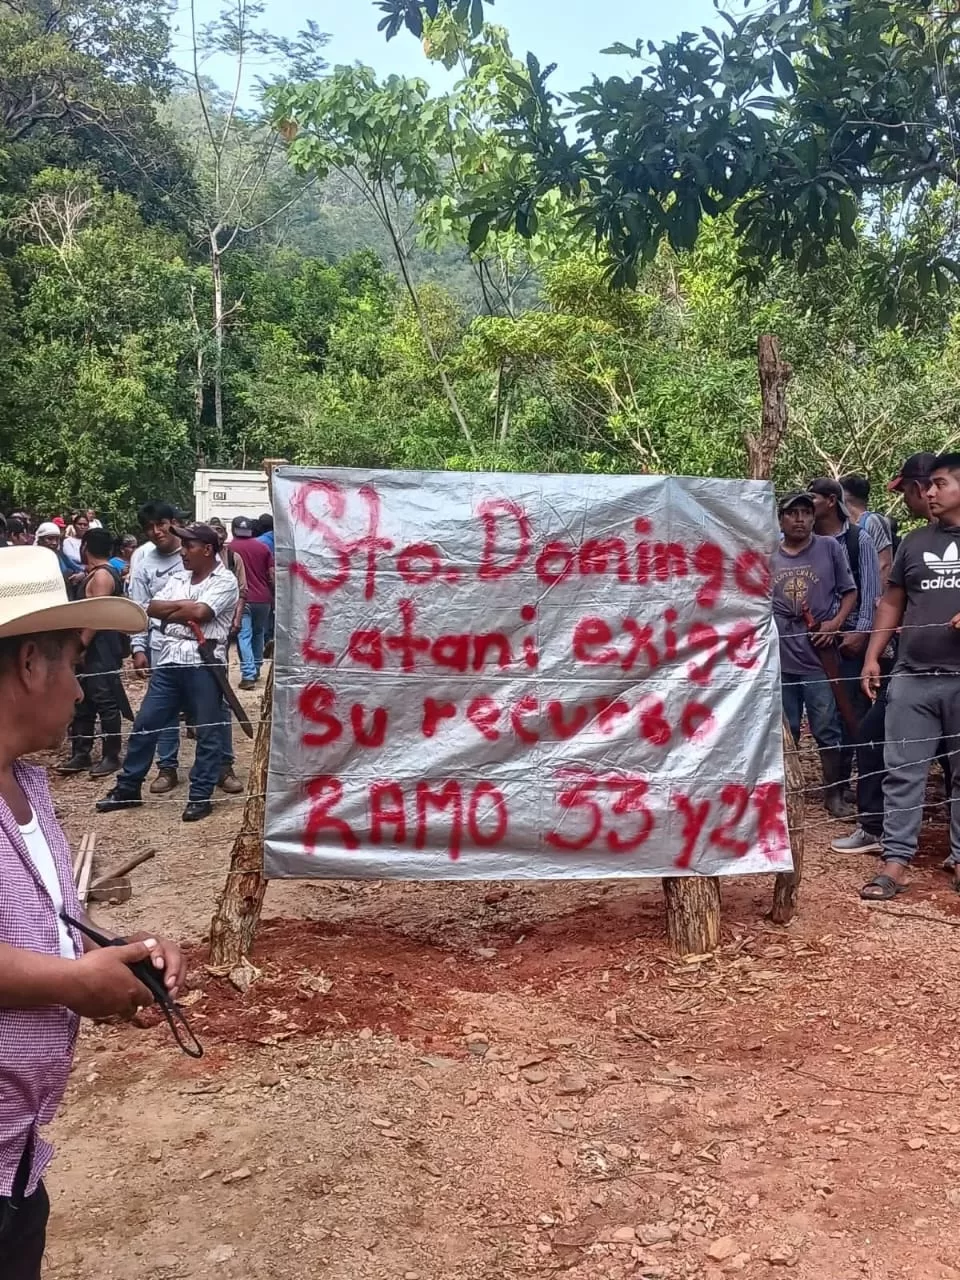 Sto. Domingo
Latani exige
Su recurso
RAMO 33 y 28
adidas